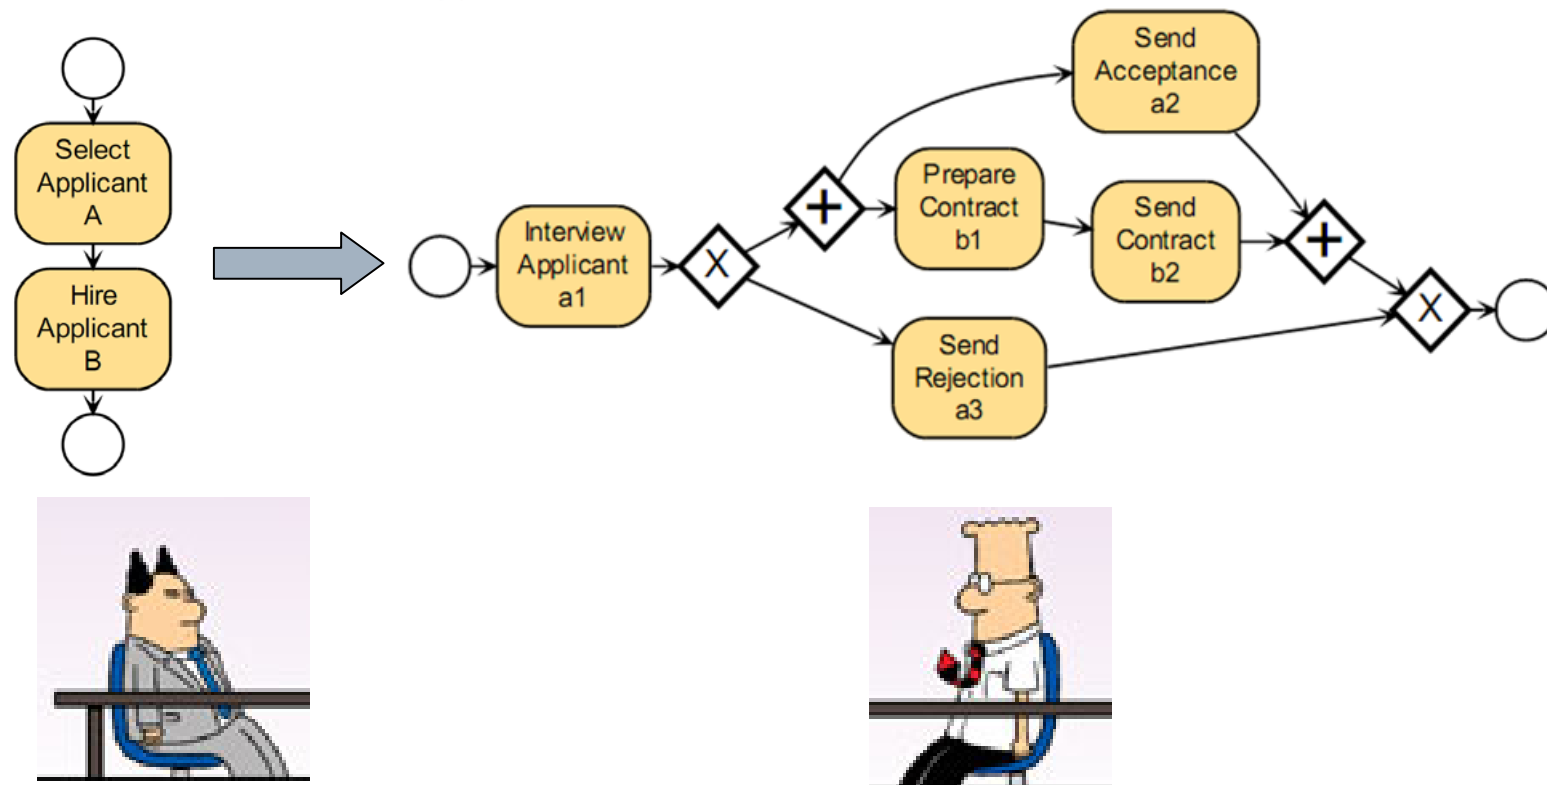 Select
Applicant
A
Hire
Applicant
B
Interview
Applicant
a1
X
+
Send
Acceptance
a2
Prepare
Contract
b1
Send
Contract
b2
Send
Rejection
a3
+
X